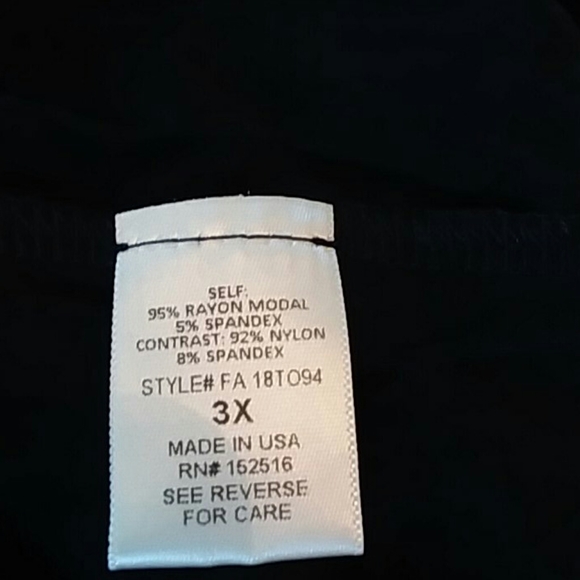 SELF:
95% RAYON MODAL
5% SPANDEX
CONTRAST: 92% NYLON
8% SPANDEX
STYLE# FA 18TO94
3X
MADE IN USA
RN# 152516
SEE REVERSE
FOR CARE